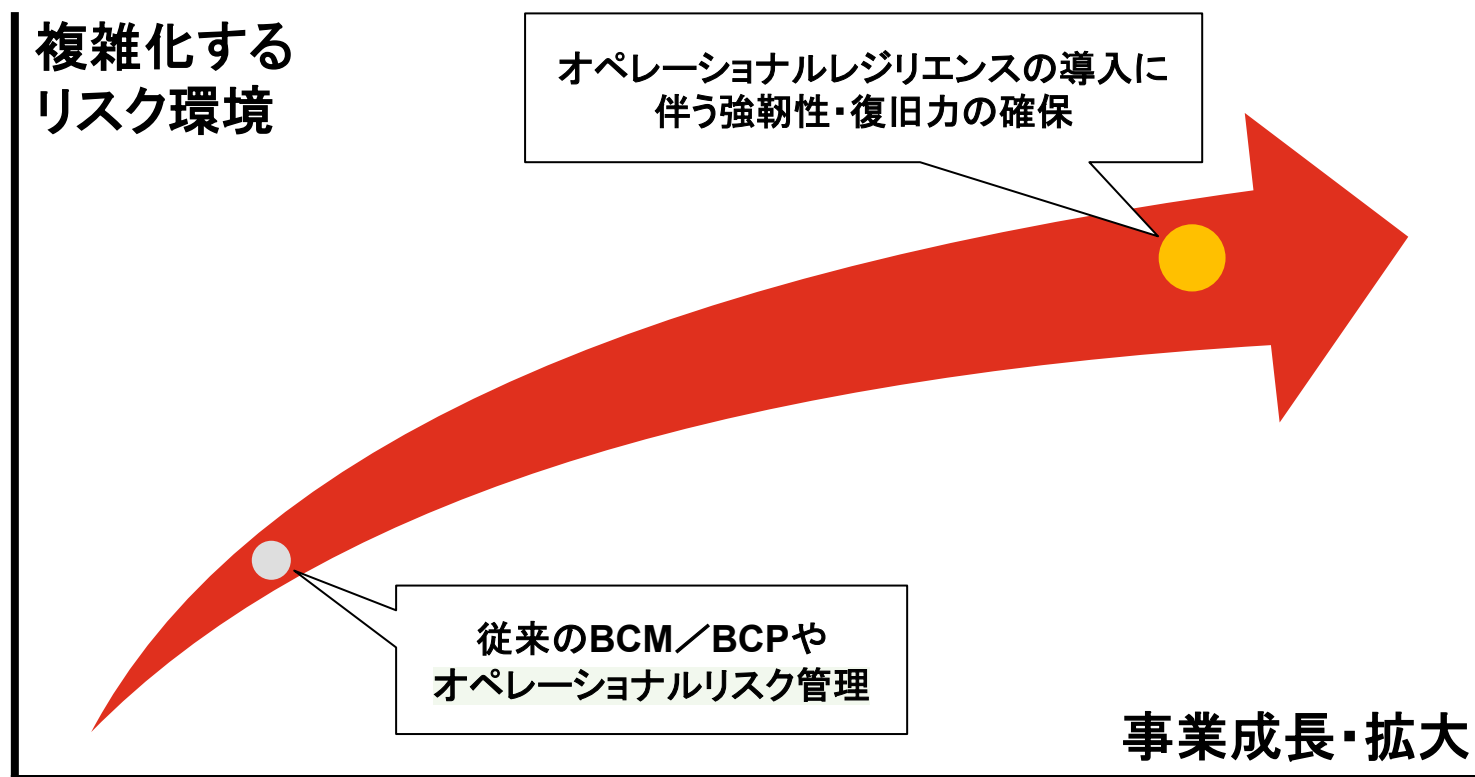 複雑化する
リスク環境
オペレーショナルレジリエンスの導入に
伴う強靭性・復旧力の確保
従来のBCM／BCPや
オペレーショナルリスク管理
事業成長・拡大